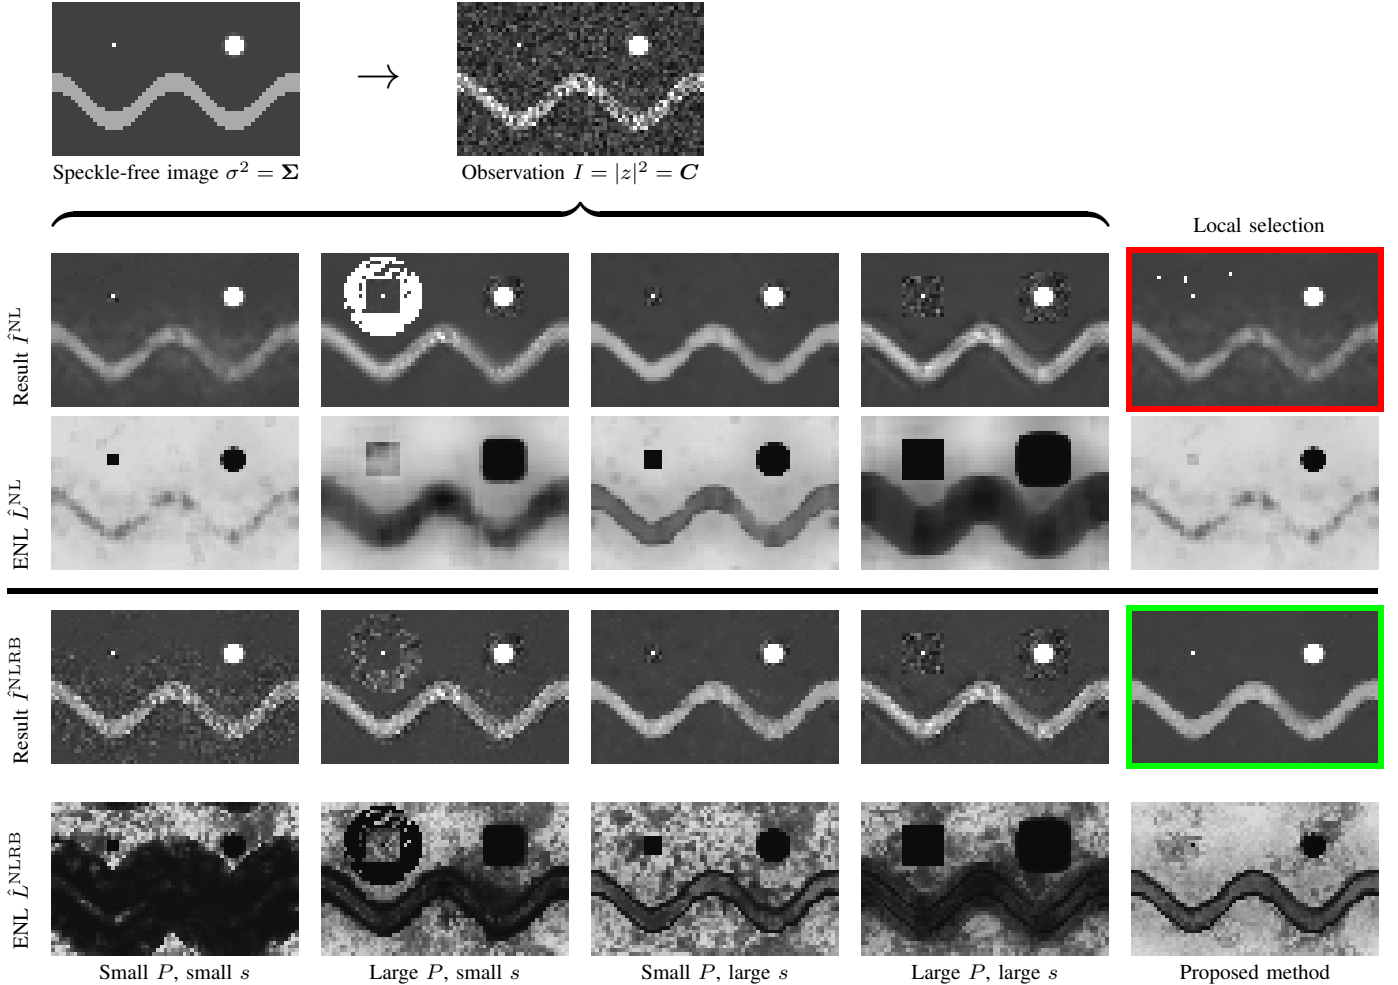 Speckle-free image σ² = Σ
Observation I = |z|² = C
Local selection
Result Î^NL
ENL L̂^NL
Result Î^NLRB
ENL L̂^NLRB
Small P, small s
Large P, small s
Small P, large s
Large P, large s
Proposed method